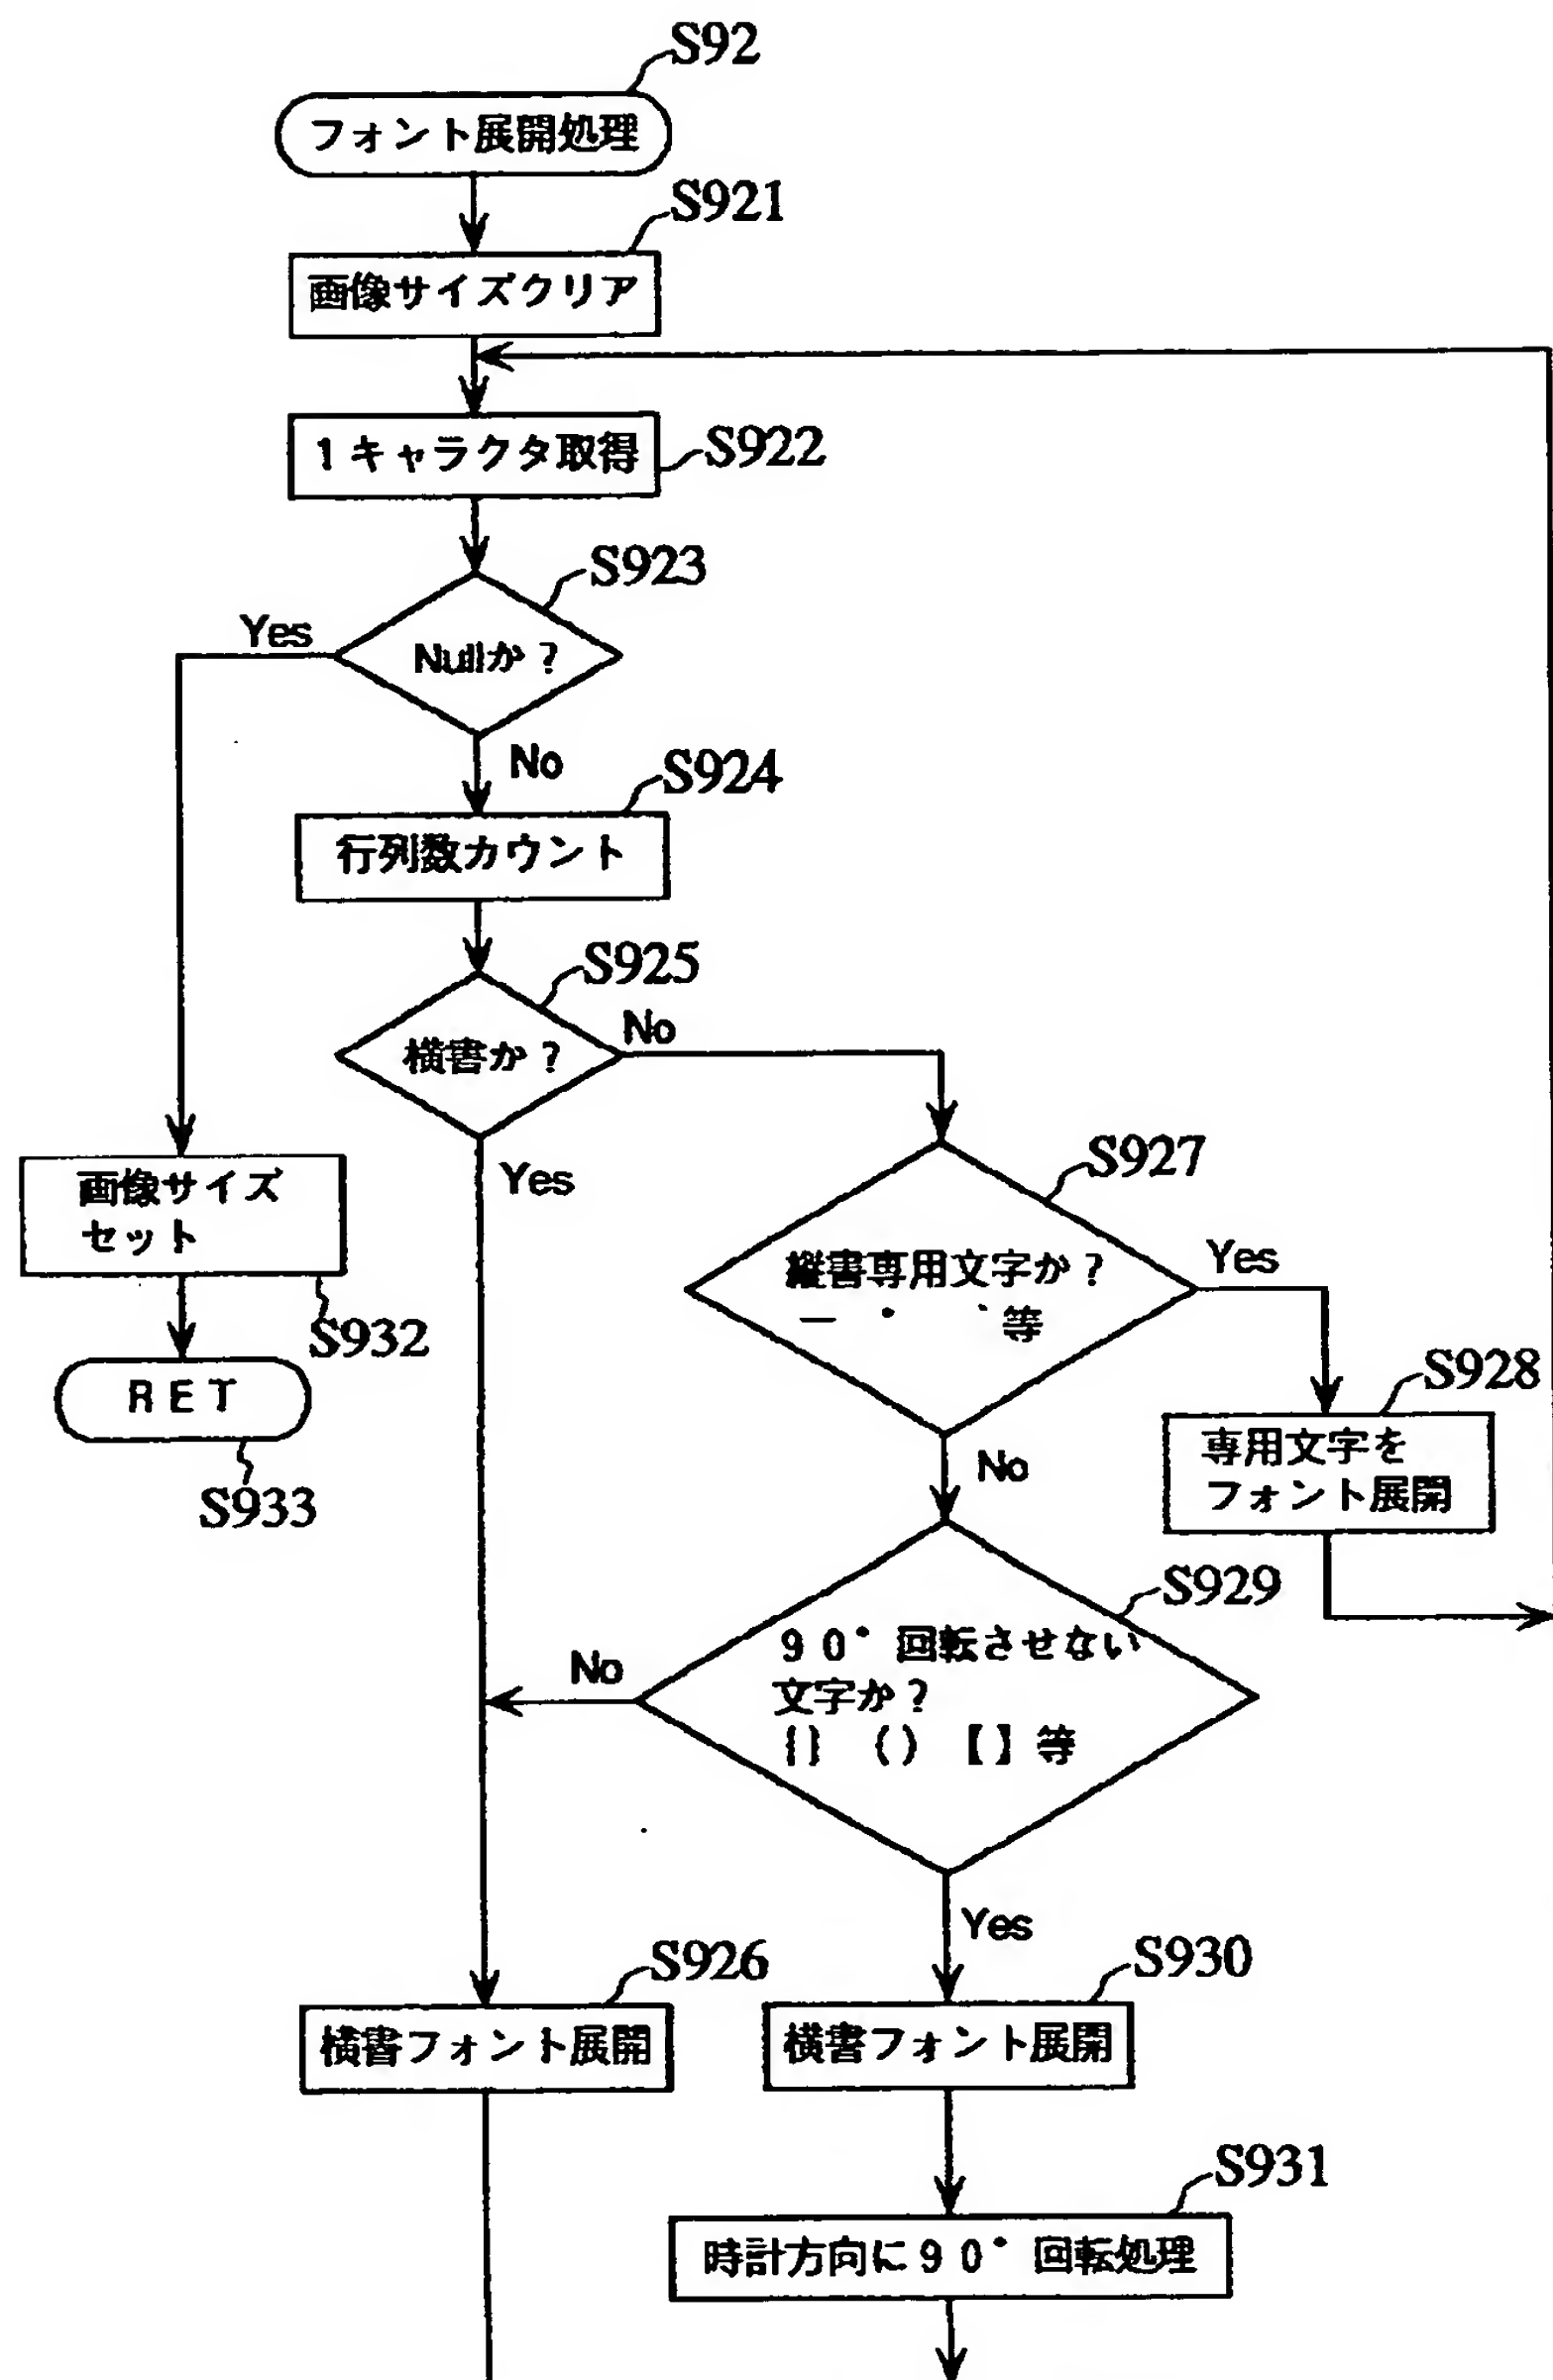 S92
フォント展開処理
S921
画像サイズクリア
1キャラクタ取得
S922
S923
Yes
Nullか？
No
S924
行列数カウント
S925
横書か？
No
Yes
S927
縦書専用文字か？
ー ゜ ｀等
Yes
画像サイズ
セット
S932
RET
S933
S928
専用文字を
フォント展開
No
S929
９０゜回転させない
文字か？
{} () 【】等
No
Yes
S926
横書フォント展開
S930
横書フォント展開
S931
時計方向に９０゜回転処理